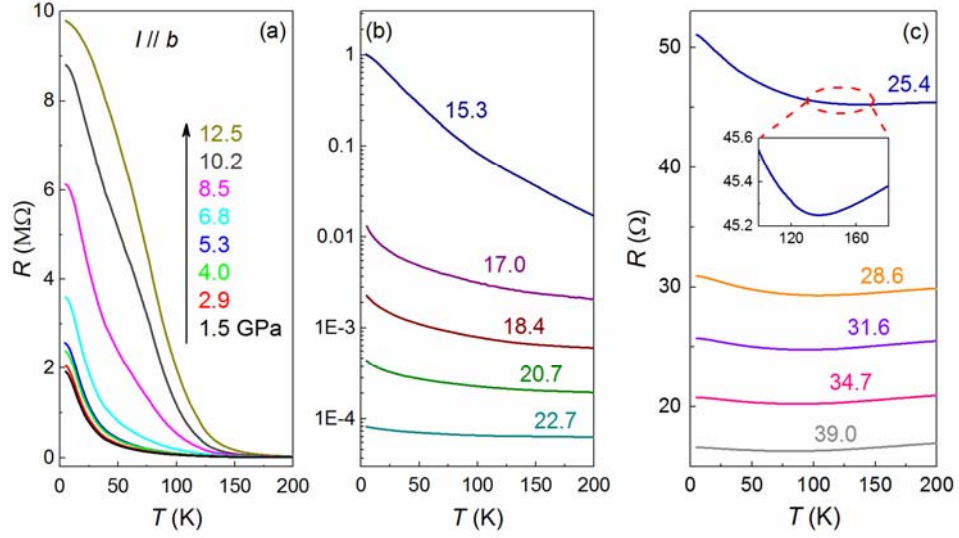 (a)
I // b
12.5
10.2
8.5
6.8
5.3
4.0
2.9
1.5 GPa
10
8
6
4
2
0
R (MΩ)
0 50 100 150 200
T (K)
(b)
15.3
17.0
18.4
20.7
22.7
1
0.1
0.01
1E-3
1E-4
0 50 100 150 200
T (K)
(c)
25.4
45.6
45.4
45.2
120 160
28.6
31.6
34.7
39.0
50
40
30
20
R (Ω)
0 50 100 150 200
T (K)